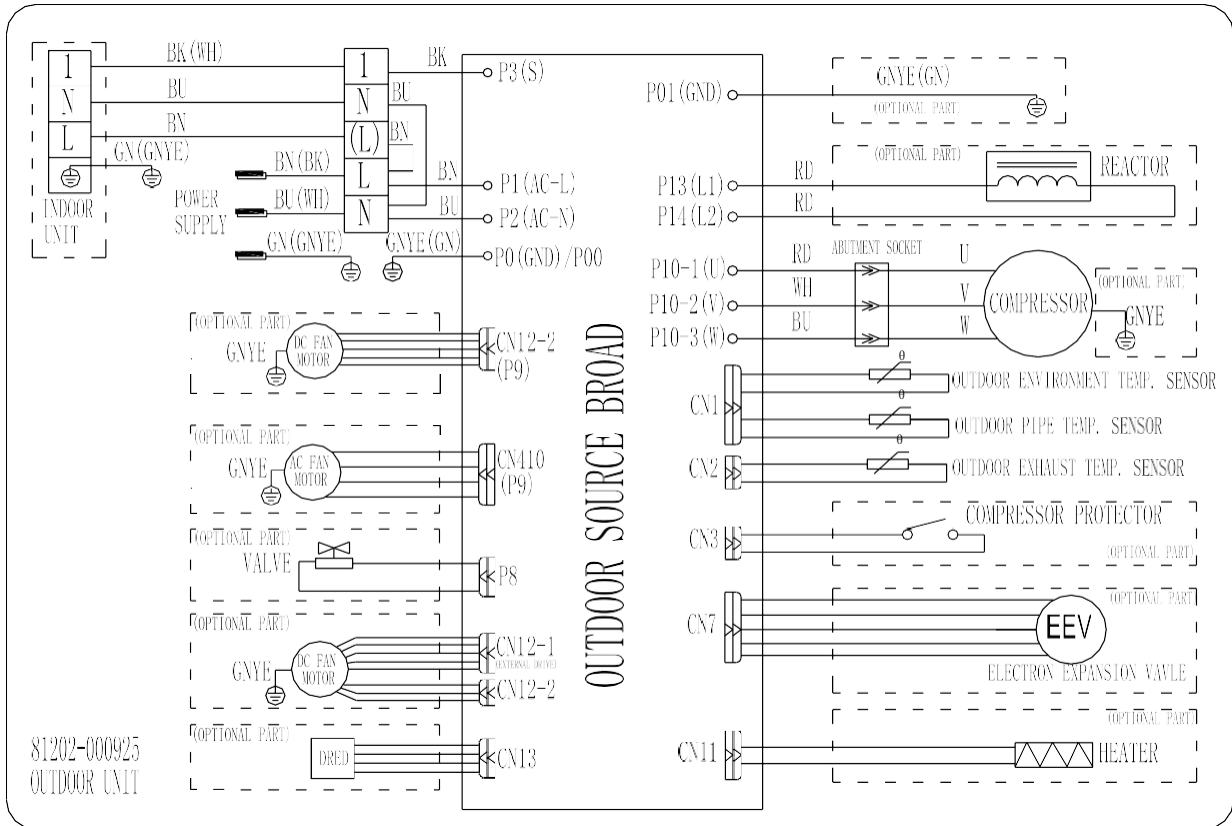 1
N
L
INDOOR
UNIT
BK(WH)
BU
BN
GN(GNYE)
1
N
(L)
L
N
BK
BU
BN
BN
BU
BN(BK)
POWER
SUPPLY
BU(WH)
GN(GNYE)
GNYE(GN)
P3(S)
P1(AC-L)
P2(AC-N)
P0(GND)/P00
(OPTIONAL PART)
GNYE
DC FAN
MOTOR
CN12-2
(P9)
(OPTIONAL PART)
GNYE
AC FAN
MOTOR
CN410
(P9)
(OPTIONAL PART)
VALVE
P8
(OPTIONAL PART)
GNYE
DC FAN
MOTOR
CN12-1
(EXTERNAL DRIVE)
CN12-2
(OPTIONAL PART)
DRED
CN13
81202-000925
OUTDOOR UNIT
OUTDOOR SOURCE BROAD
P01(GND)
GNYE(GN)
(OPTIONAL PART)
(OPTIONAL PART)
REACTOR
P13(L1)
RD
P14(L2)
RD
ABUTMENT SOCKET
P10-1(U)
RD
U
P10-2(V)
WH
V
P10-3(W)
BU
W
COMPRESSOR
(OPTIONAL PART)
GNYE
CN1
θ
OUTDOOR ENVIRONMENT TEMP. SENSOR
θ
OUTDOOR PIPE TEMP. SENSOR
CN2
θ
OUTDOOR EXHAUST TEMP. SENSOR
CN3
COMPRESSOR PROTECTOR
(OPTIONAL PART)
CN7
(OPTIONAL PART)
EEV
ELECTRON EXPANSION VAVLE
(OPTIONAL PART)
CN11
HEATER